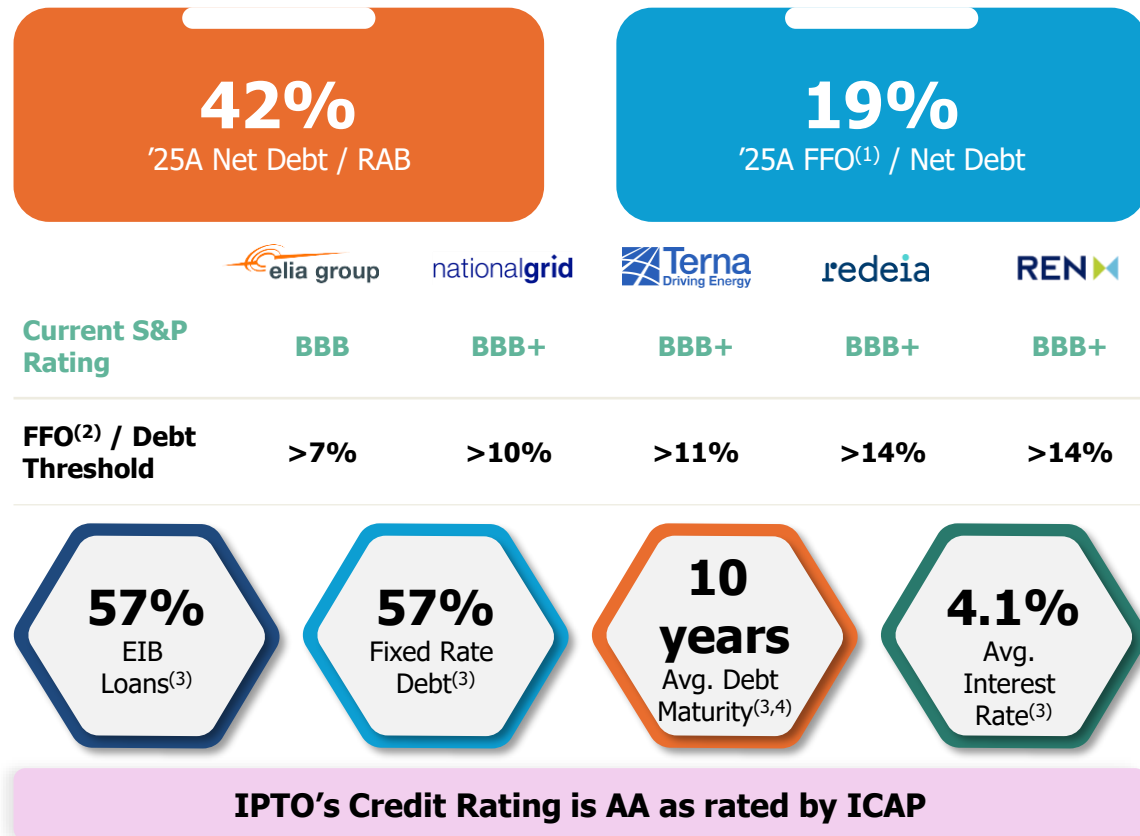 42%
'25A Net Debt / RAB
19%
'25A FFO(1) / Net Debt
elia group
nationalgrid
Terna
Driving Energy
redeia
REN
Current S&P
Rating
BBB
BBB+
BBB+
BBB+
BBB+
FFO(2) / Debt
Threshold
>7%
>10%
>11%
>14%
>14%
57%
EIB
Loans(3)
57%
Fixed Rate
Debt(3)
10
years
Avg. Debt
Maturity(3,4)
4.1%
Avg.
Interest
Rate(3)
IPTO's Credit Rating is AA as rated by ICAP